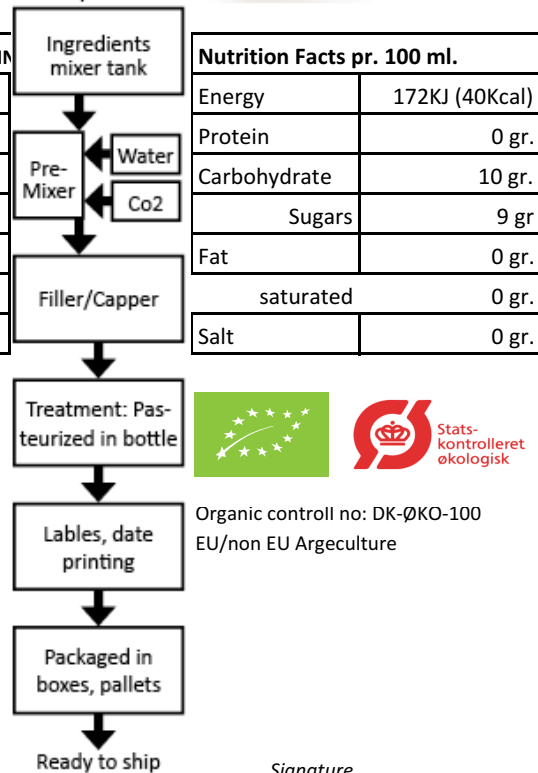 Ingredients
mixer tank
Pre-
Mixer
Water
Co2
Filler/Capper
Treatment: Pas-
teurized in bottle
Lables, date
printing
Packaged in
boxes, pallets
Ready to ship
Nutrition Facts pr. 100 ml.
Energy 172KJ (40Kcal)
Protein 0 gr.
Carbohydrate 10 gr.
Sugars 9 gr
Fat 0 gr.
saturated 0 gr.
Salt 0 gr.
Stats-
kontrolleret
økologisk
Organic controll no: DK-ØKO-100
EU/non EU Argeculture
Signature